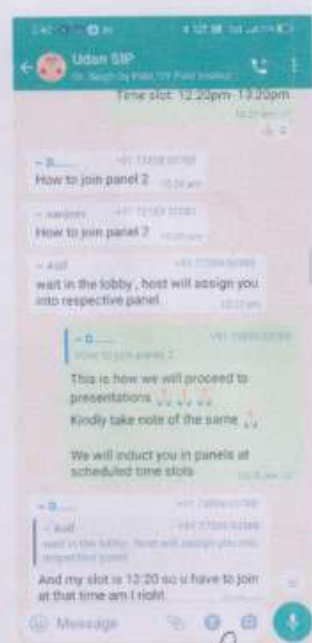 Udan SIP
Time slot: 12.20pm- 13.20pm
~ D......
How to join panel 2
How to join panel 2
~ Asif
wait in the lobby , host will assign you
into respective panel
~ D......
How to join panel 2
This is how we will proceed to
presentations
Kindly take note of the same
We will induct you in panels at
scheduled time slots
~ D......
~ Asif
wait in the lobby , host will assign you into
respective panel
And my slot is 12:20 so u have to join
at that time am I right
Message